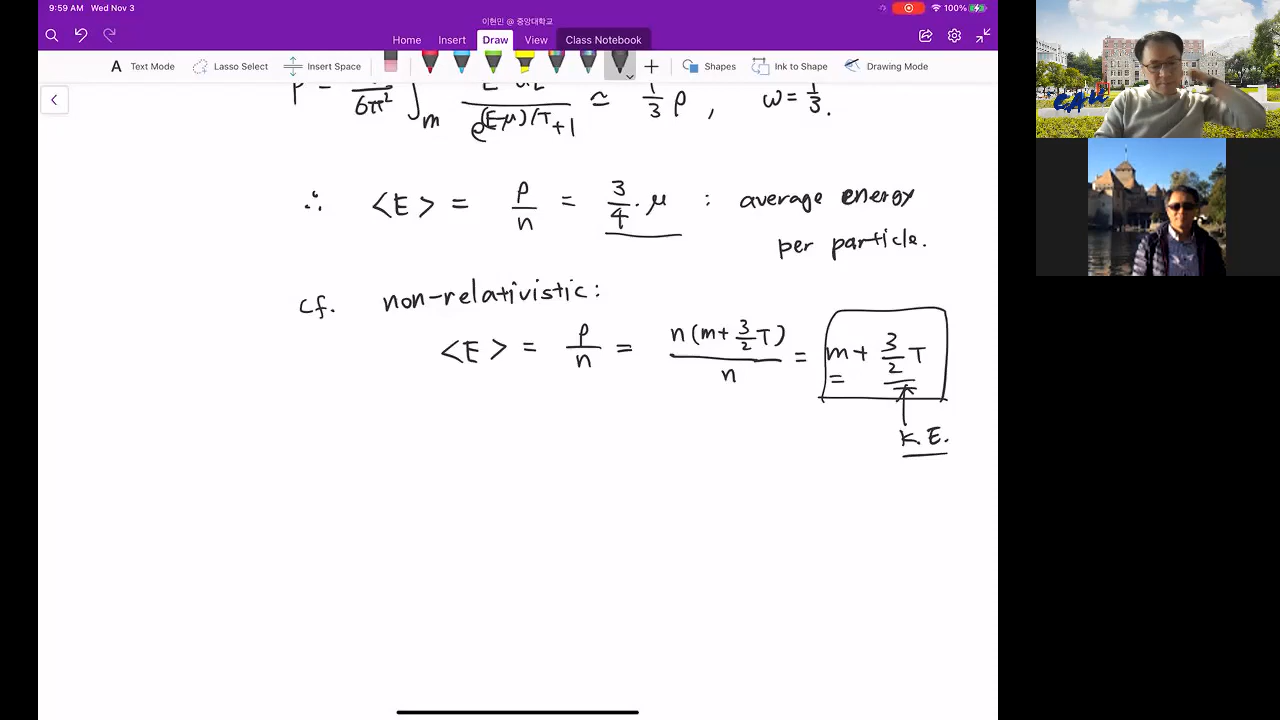 9:59 AM Wed Nov 3
100%
이현민 @ 중앙대학교
Home Insert Draw View Class Notebook
A Text Mode Lasso Select Insert Space Shapes Ink to Shape Drawing Mode
6π² ∫m e^(E-μ)/T +1 ≃ 1/3 ρ , ω = 1/3.
∴ <E> = ρ/n = 3/4 · μ : average energy
per particle.
cf. non-relativistic:
<E> = ρ/n = n(m + 3/2 T)/n = m + 3/2 T
K.E.
CAU